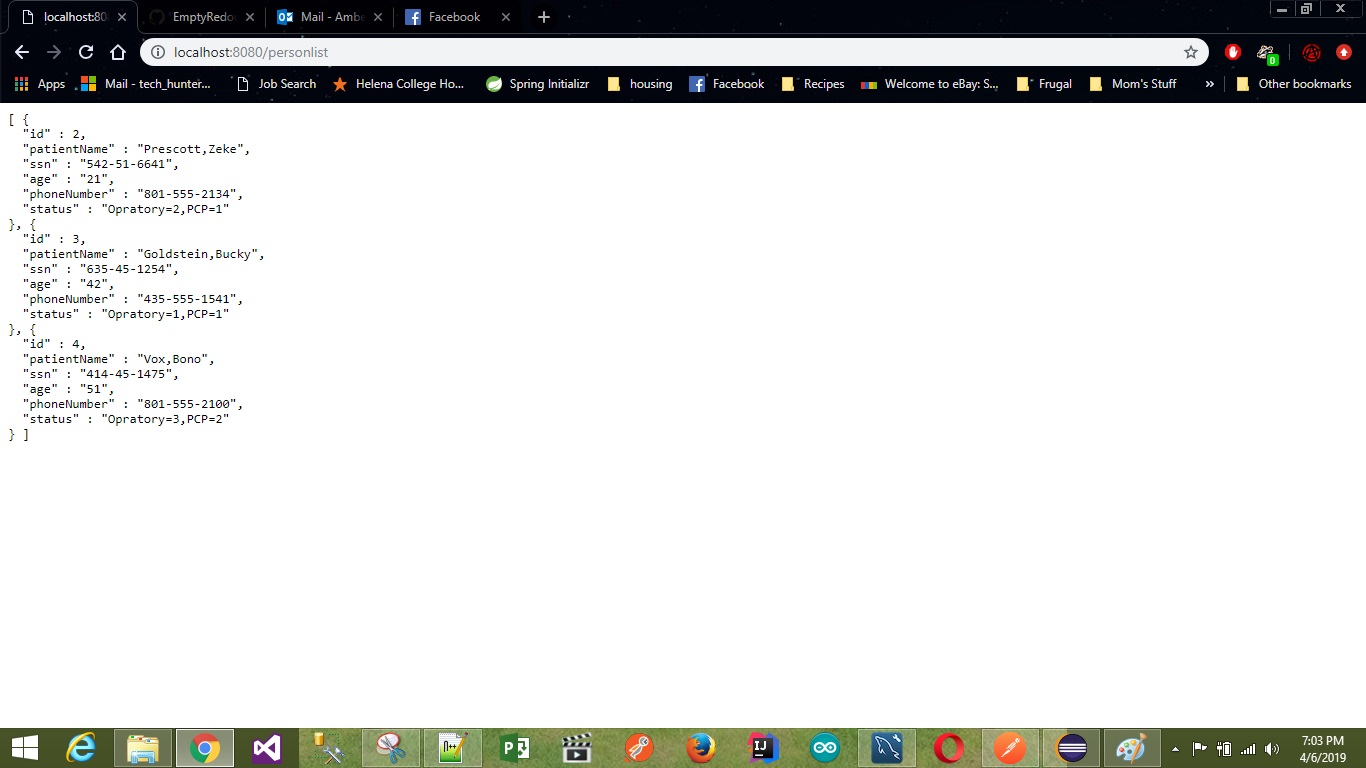 localhost:80
EmptyRedo
Mail - Ambe
Facebook
localhost:8080/personlist
0
Apps
Mail - tech_hunter...
Job Search
Helena College Ho...
Spring Initializr
housing
Facebook
Recipes
Welcome to eBay: S...
Frugal
Mom's Stuff
»
Other bookmarks
[ {
"id" : 2,
"patientName" : "Prescott,Zeke",
"ssn" : "542-51-6641",
"age" : "21",
"phoneNumber" : "801-555-2134",
"status" : "Opratory=2,PCP=1"
}, {
"id" : 3,
"patientName" : "Goldstein,Bucky",
"ssn" : "635-45-1254",
"age" : "42",
"phoneNumber" : "435-555-1541",
"status" : "Opratory=1,PCP=1"
}, {
"id" : 4,
"patientName" : "Vox,Bono",
"ssn" : "414-45-1475",
"age" : "51",
"phoneNumber" : "801-555-2100",
"status" : "Opratory=3,PCP=2"
} ]
7:03 PM
4/6/2019